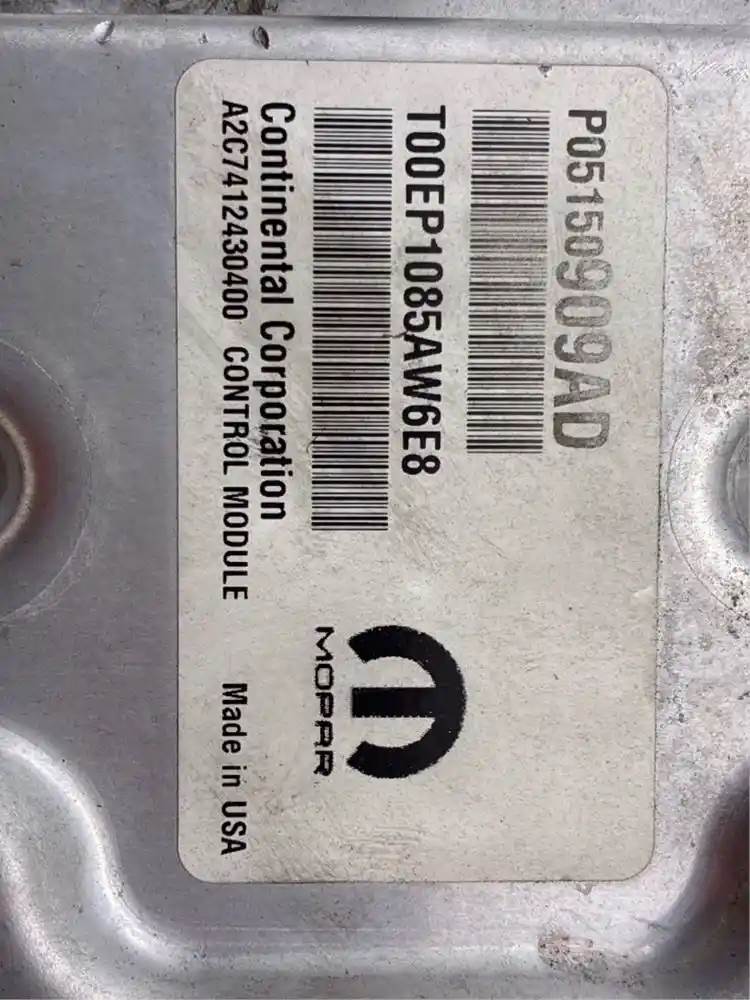 P05150909AD
T00EP1085AW6E8
MOPAR
Continental Corporation
A2C7412430400 CONTROL MODULE Made in USA